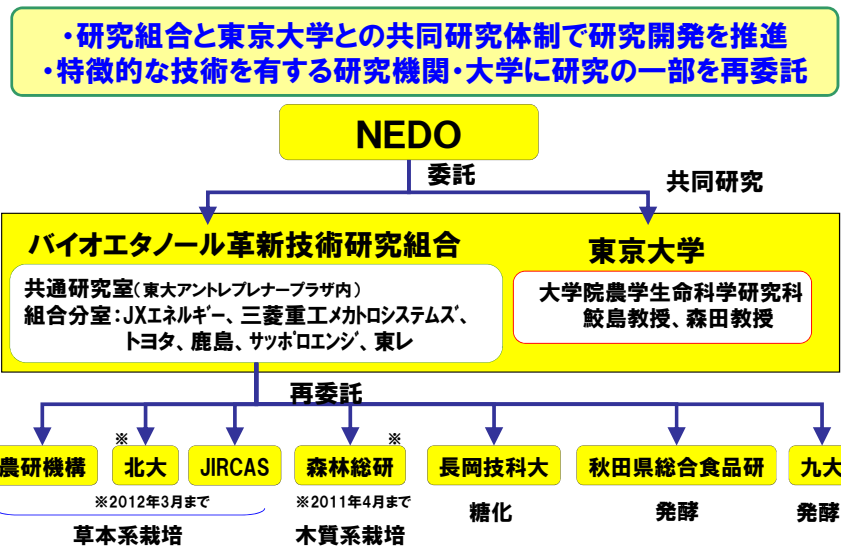 ・研究組合と東京大学との共同研究体制で研究開発を推進
・特徴的な技術を有する研究機関・大学に研究の一部を再委託
NEDO
委託
共同研究
バイオエタノール革新技術研究組合
東京大学
共通研究室(東大アントレプレナープラザ内)
組合分室:JXエネルギー、三菱重工メカトロシステムズ、
トヨタ、鹿島、サッポロエンジ、東レ
大学院農学生命科学研究科
鮫島教授、森田教授
再委託
※
※
農研機構
北大
JIRCAS
森林総研
長岡技科大
秋田県総合食品研
九大
※2012年3月まで
※2011年4月まで
糖化
発酵
発酵
草本系栽培
木質系栽培